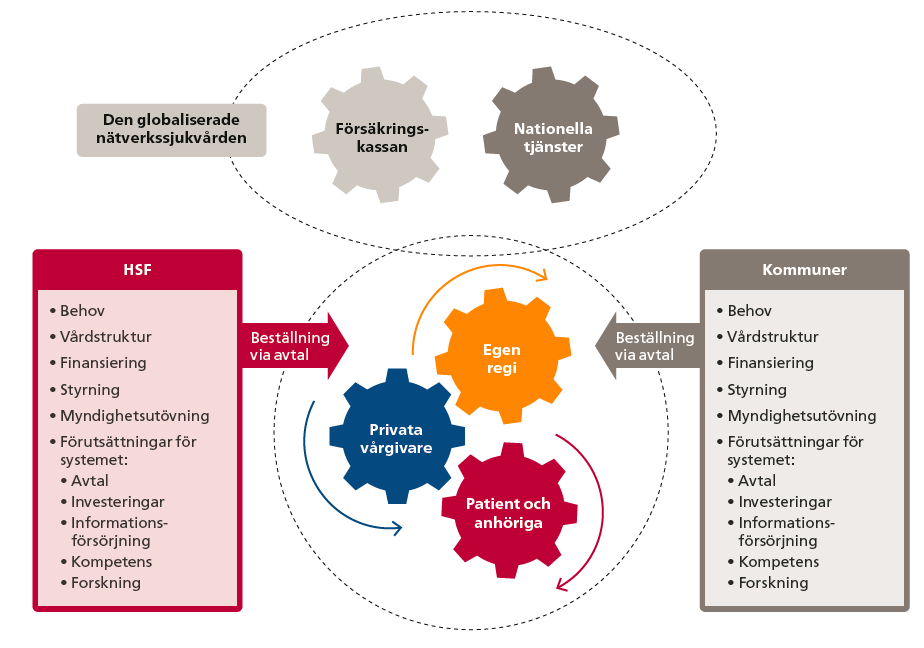 Den globaliserade
nätverkssjukvården
Försäkrings-
kassan
Nationella
tjänster
HSF
• Behov
• Vårdstruktur
• Finansiering
• Styrning
• Myndighetsutövning
• Förutsättningar för
systemet:
• Avtal
• Investeringar
• Informations-
försörjning
• Kompetens
• Forskning
Beställning
via avtal
Egen
regi
Privata
vårgivare
Patient och
anhöriga
Beställning
via avtal
Kommuner
• Behov
• Vårdstruktur
• Finansiering
• Styrning
• Myndighetsutövning
• Förutsättningar för
systemet:
• Avtal
• Investeringar
• Informations-
försörjning
• Kompetens
• Forskning